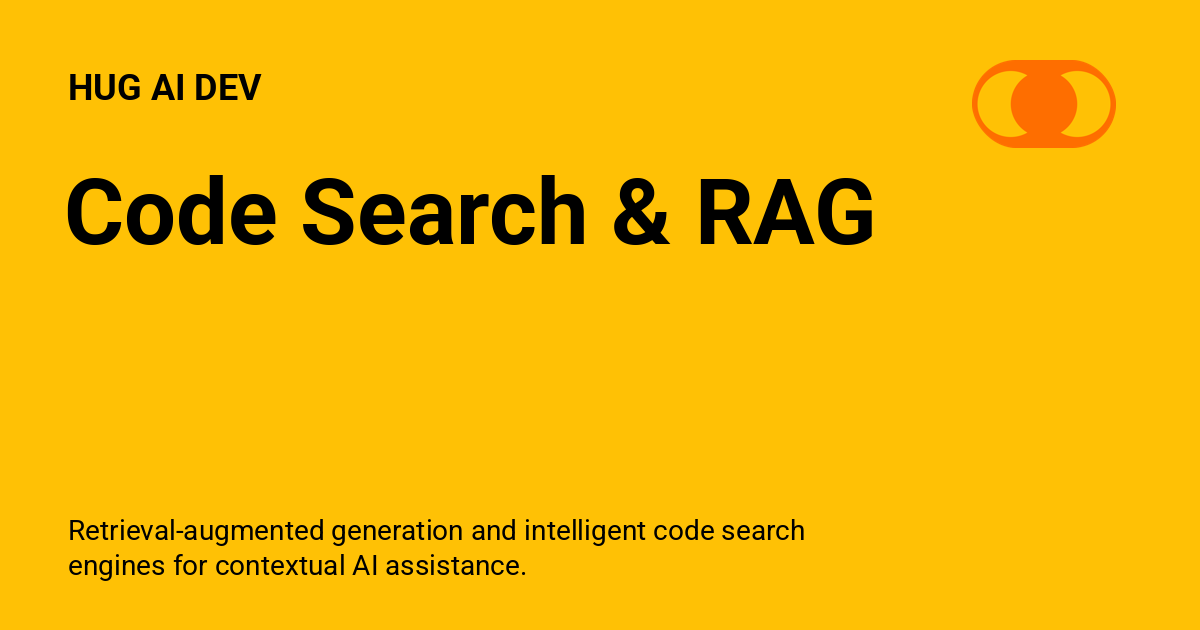 HUG AI DEV
Code Search & RAG
Retrieval-augmented generation and intelligent code search
engines for contextual AI assistance.